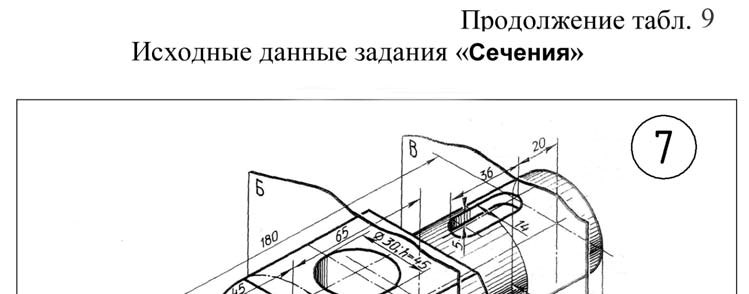 Продолжение табл. 9
Исходные данные задания «Сечения»
7
В
20
36
Б
14
5
180
65
Ø30, h=45
45